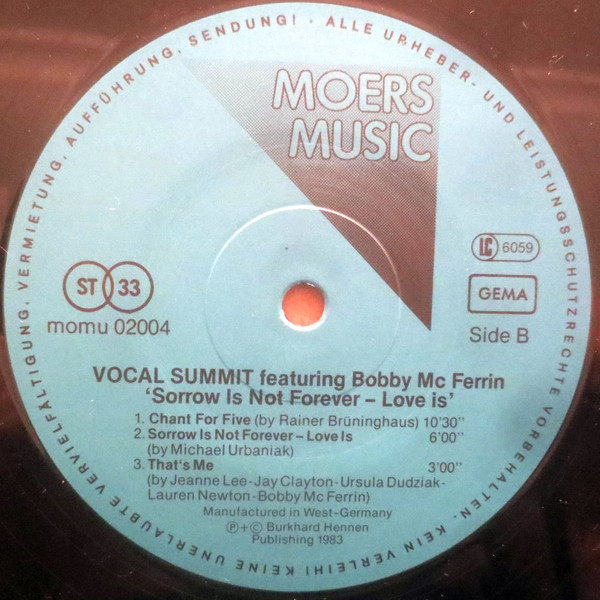 ALLE URHEBER- UND LEISTUNGSSCHUTZRECHTE VORBEHALTEN. KEIN VERLEIH! KEINE UNERLAUBTE VERVIELFÄLTIGUNG, VERMIETUNG, AUFFÜHRUNG, SENDUNG! ·
MOERS
MUSIC
LC 6059
ST 33
GEMA
momu 02004
Side B
VOCAL SUMMIT featuring Bobby Mc Ferrin
‘Sorrow Is Not Forever – Love is’
1. Chant For Five (by Rainer Brüninghaus) 10'30"
2. Sorrow Is Not Forever – Love Is 6'00"
(by Michael Urbaniak)
3. That's Me 3'00"
(by Jeanne Lee - Jay Clayton - Ursula Dudziak -
Lauren Newton - Bobby Mc Ferrin)
Manufactured in West-Germany
℗+© Burkhard Hennen
Publishing 1983